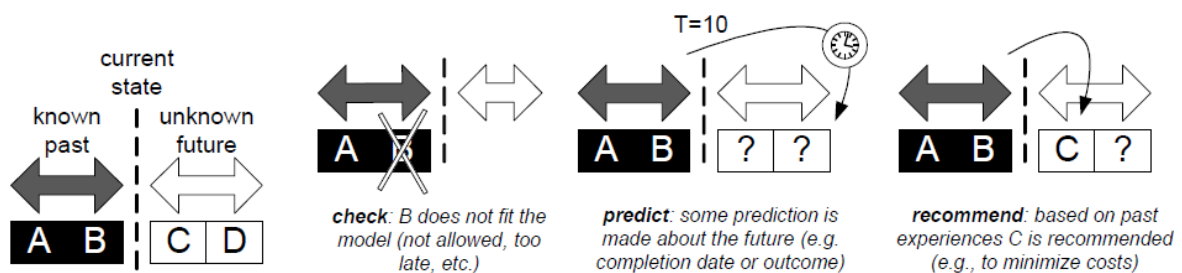 current
state
known
past
unknown
future
A B
C D
A B
check: B does not fit the
model (not allowed, too
late, etc.)
T=10
A B
? ?
predict: some prediction is
made about the future (e.g.
completion date or outcome)
A B
C ?
recommend: based on past
experiences C is recommended
(e.g., to minimize costs)